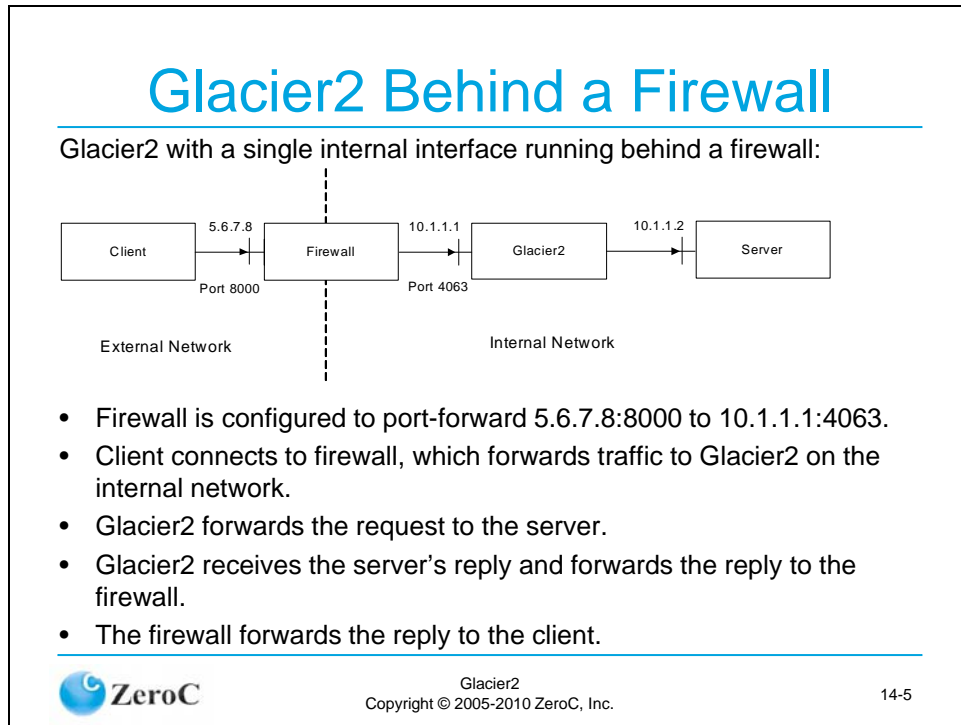 Glacier2 Behind a Firewall
Glacier2 with a single internal interface running behind a firewall:
5.6.7.8
10.1.1.1
10.1.1.2
Client
Firewall
Glacier2
Server
Port 8000
Port 4063
External Network
Internal Network
• Firewall is configured to port-forward 5.6.7.8:8000 to 10.1.1.1:4063.
• Client connects to firewall, which forwards traffic to Glacier2 on the
internal network.
• Glacier2 forwards the request to the server.
• Glacier2 receives the server's reply and forwards the reply to the
firewall.
• The firewall forwards the reply to the client.
ZeroC
Glacier2
Copyright © 2005-2010 ZeroC, Inc.
14-5